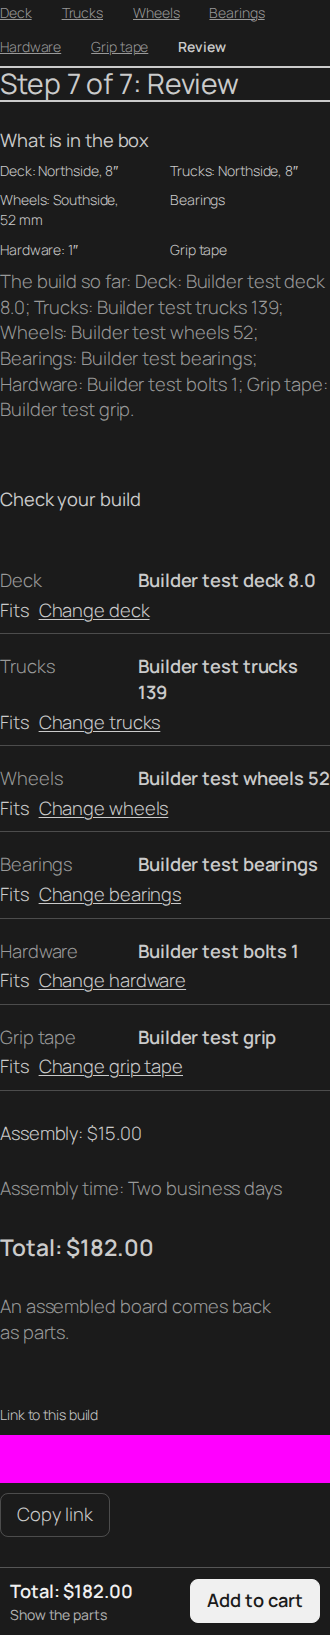 Deck Trucks Wheels Bearings
Hardware Grip tape Review
Step 7 of 7: Review
What is in the box
Deck: Northside, 8″ Trucks: Northside, 8″
Wheels: Southside, Bearings
52 mm
Hardware: 1″ Grip tape
The build so far: Deck: Builder test deck
8.0; Trucks: Builder test trucks 139;
Wheels: Builder test wheels 52;
Bearings: Builder test bearings;
Hardware: Builder test bolts 1; Grip tape:
Builder test grip.
Check your build
Deck Builder test deck 8.0
Fits Change deck
Trucks Builder test trucks
139
Fits Change trucks
Wheels Builder test wheels 52
Fits Change wheels
Bearings Builder test bearings
Fits Change bearings
Hardware Builder test bolts 1
Fits Change hardware
Grip tape Builder test grip
Fits Change grip tape
Assembly: $15.00
Assembly time: Two business days
Total: $182.00
An assembled board comes back
as parts.
Link to this build
Copy link
Total: $182.00
Show the parts
Add to cart